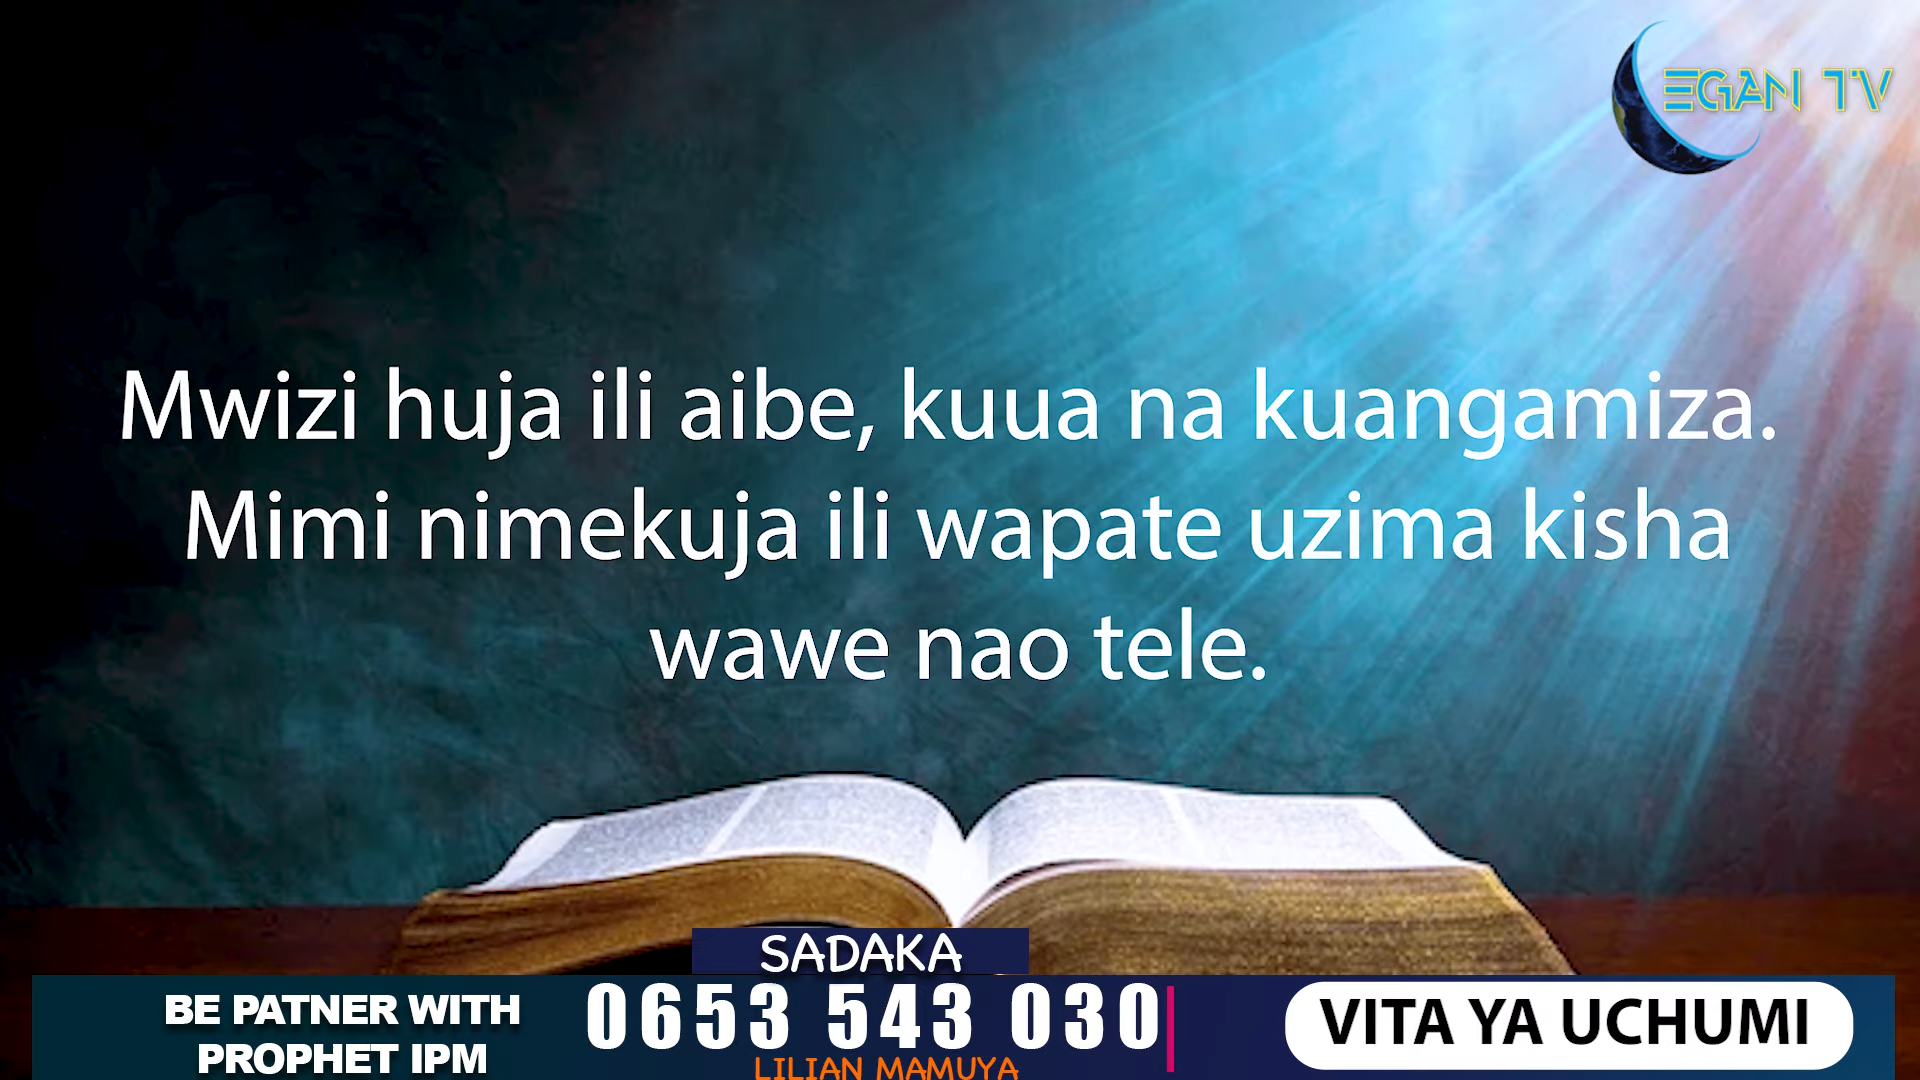 EGAN TV
Mwizi huja ili aibe, kuua na kuangamiza.
Mimi nimekuja ili wapate uzima kisha
wawe nao tele.
SADAKA
BE PATNER WITH
PROPHET IPM
0653 543 030
LILIAN MAMUYA
VITA YA UCHUMI